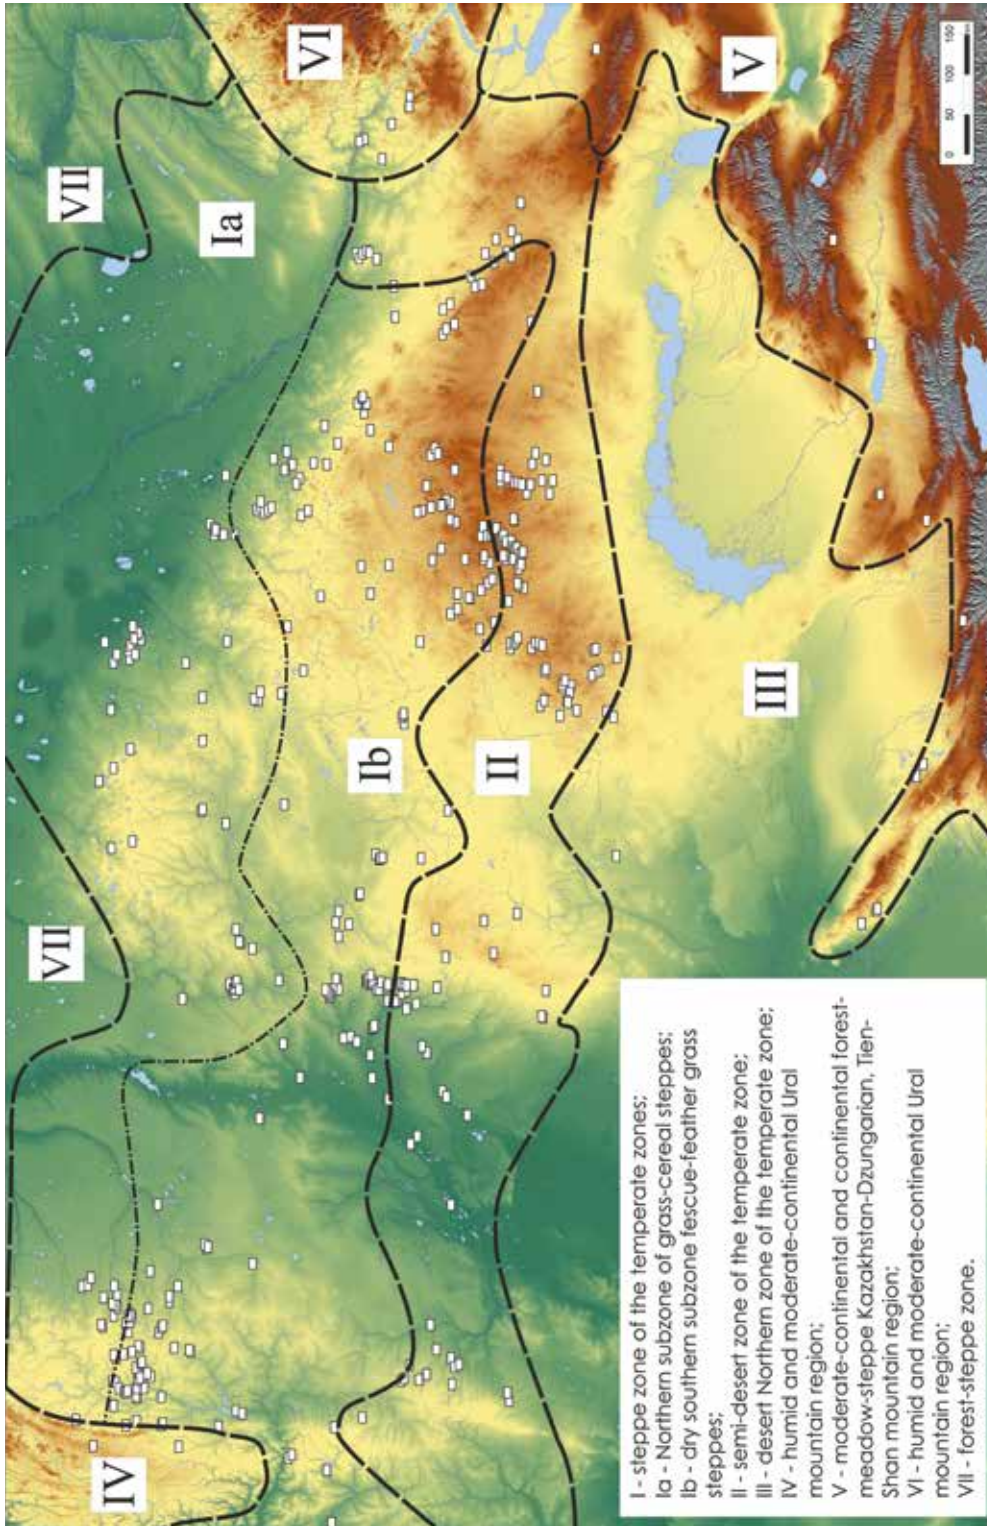 VII
VI
Ia
V
VII
Ib
II
III
IV
0 50 100 150
I - steppe zone of the temperate zones;
Ia - Northern subzone of grass-cereal steppes;
Ib - dry southern subzone fescue-feather grass
steppes;
II - semi-desert zone of the temperate zone;
III - desert Northern zone of the temperate zone;
IV - humid and moderate-continental Ural
mountain region;
V - moderate-continental and continental forest-
meadow-steppe Kazakhstan-Dzungarian, Tien-
Shan mountain region;
VI - humid and moderate-continental Ural
mountain region;
VII - forest-steppe zone.